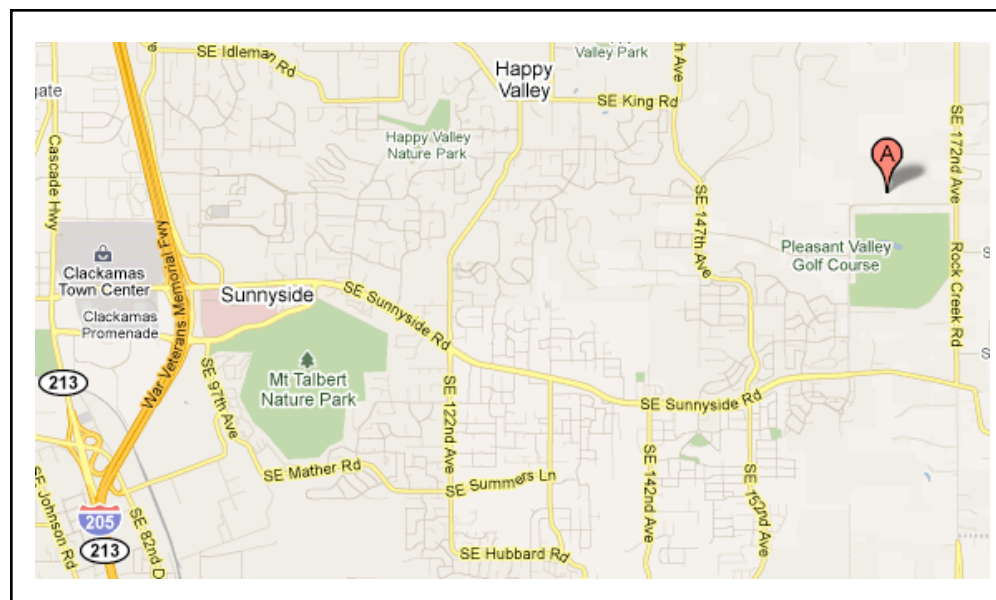 SE Idleman Rd
Valley Park
Happy
Valley
SE King Rd
gate
Happy Valley
Nature Park
Cascade Hwy
War Veterans Memorial Fwy
th Ave
SE 172nd Ave
A
SE 147th Ave
Pleasant Valley
Golf Course
Clackamas
Town Center
Sunnyside
SE Sunnyside Rd
Rock Creek Rd
Clackamas
Promenade
Mt Talbert
Nature Park
213
SE 97th Ave
SE 122nd Ave
SE Sunnyside Rd
SE Mather Rd
SE Summers Ln
SE 142nd Ave
SE 152nd Ave
SE Johnson Rd
205
213
SE 82nd D
SE Hubbard Rd
S
S
S